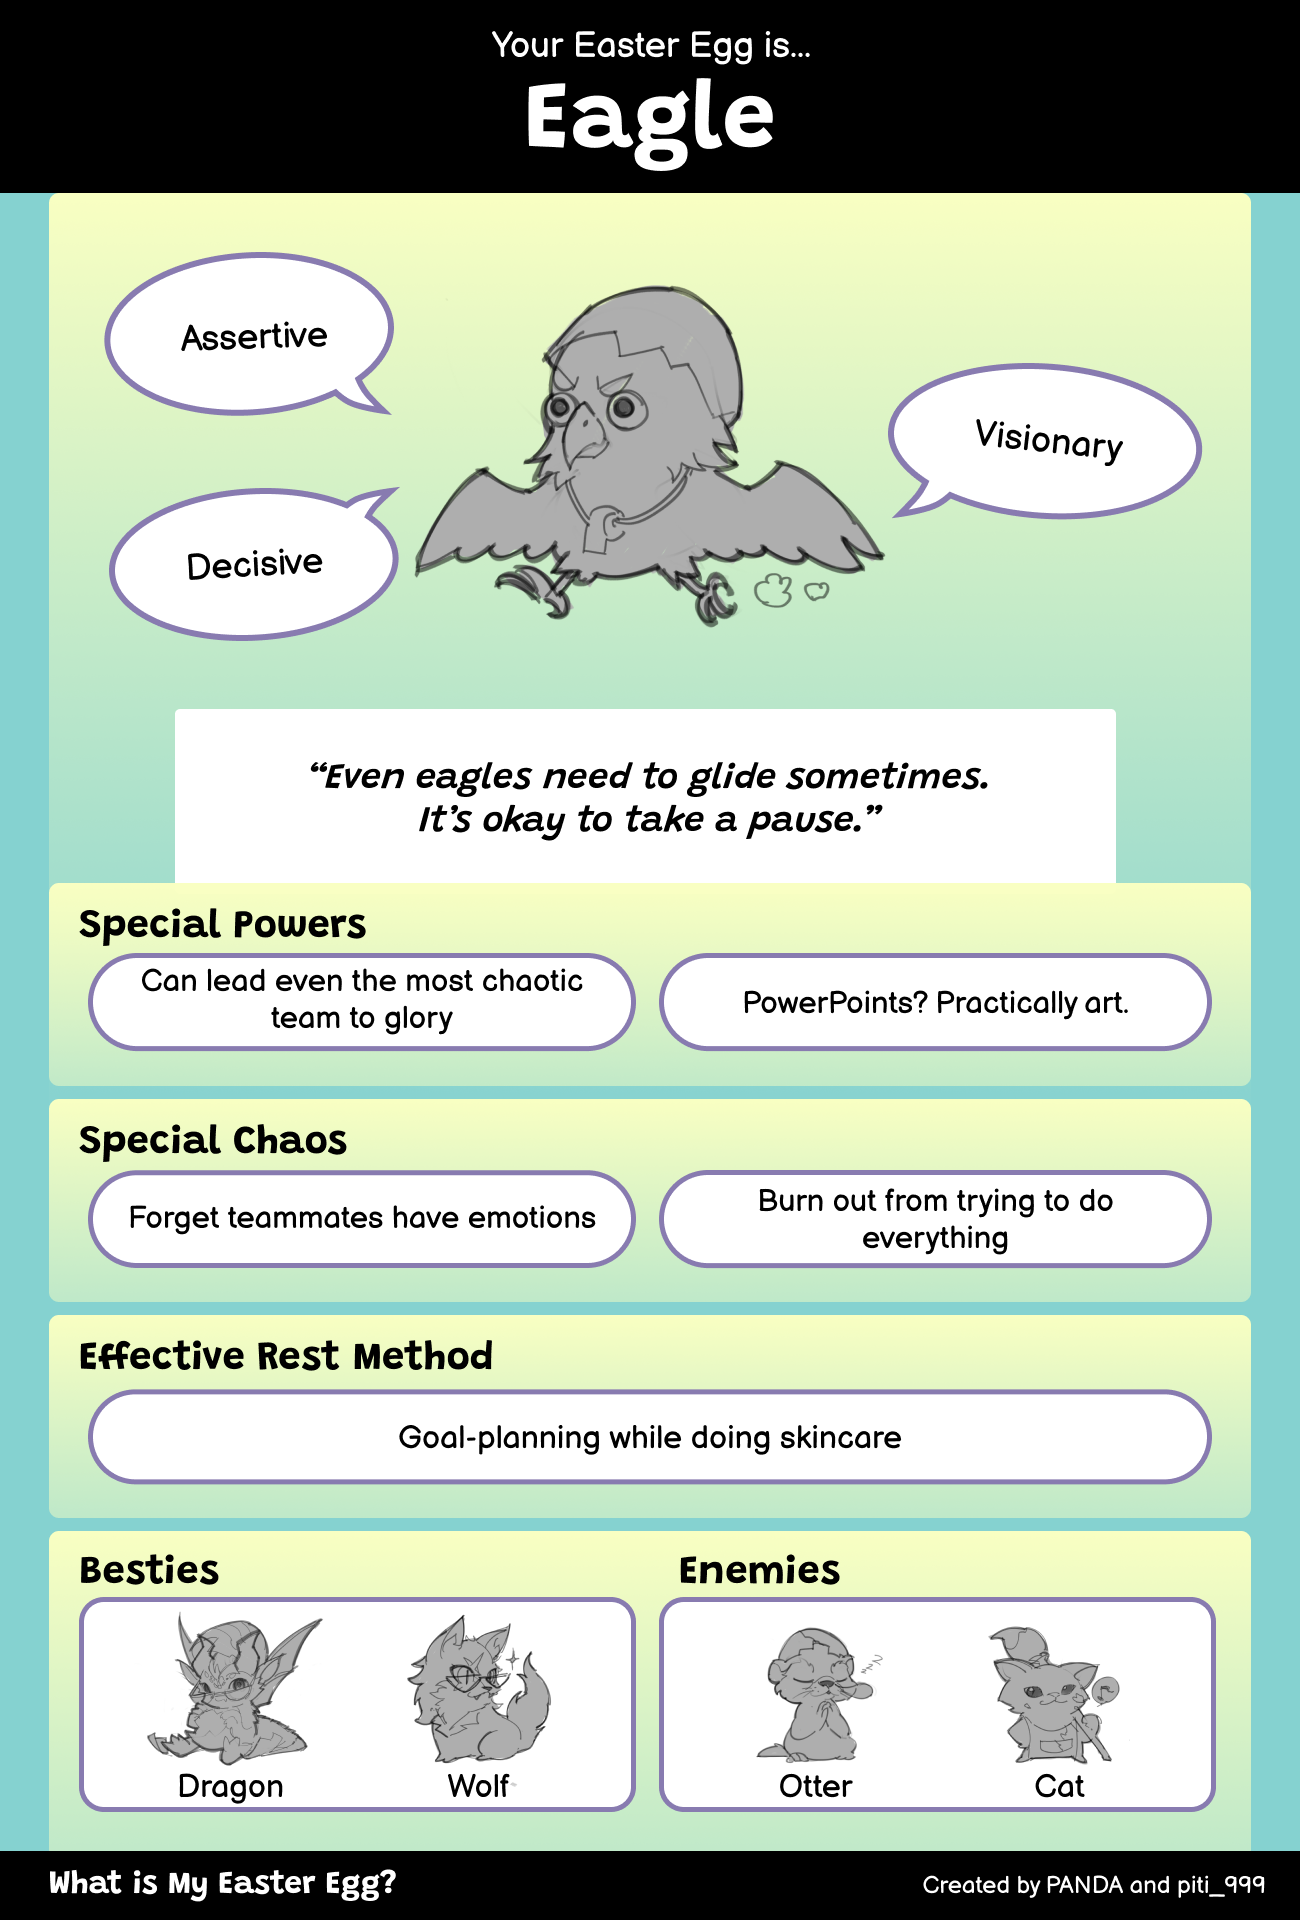 Your Easter Egg is...
Eagle
Assertive
Visionary
Decisive
“Even eagles need to glide sometimes.
It’s okay to take a pause.”
Special Powers
Can lead even the most chaotic
team to glory
PowerPoints? Practically art.
Special Chaos
Forget teammates have emotions
Burn out from trying to do
everything
Effective Rest Method
Goal-planning while doing skincare
Besties
Enemies
zzZ
Dragon
Wolf
Otter
Cat
What is My Easter Egg?
Created by PANDA and piti_999